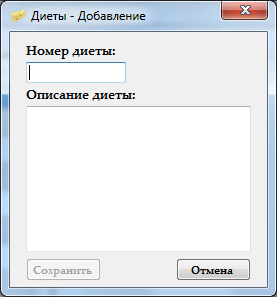 Диеты - Добавление
Номер диеты:
Описание диеты:
Сохранить
Отмена